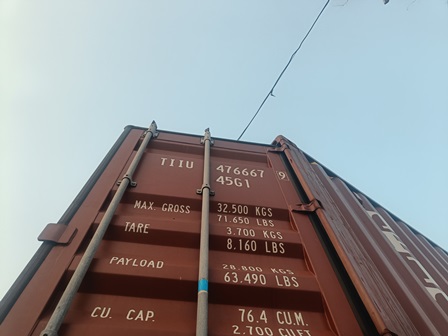 TIIU 476667 9
45G1
MAX. GROSS 32.500 KGS
71.650 LBS
TARE 3.700 KGS
8.160 LBS
PAYLOAD 28.800 KGS
63.490 LBS
CU. CAP. 76.4 CU.M.
2.700 CU.FT.